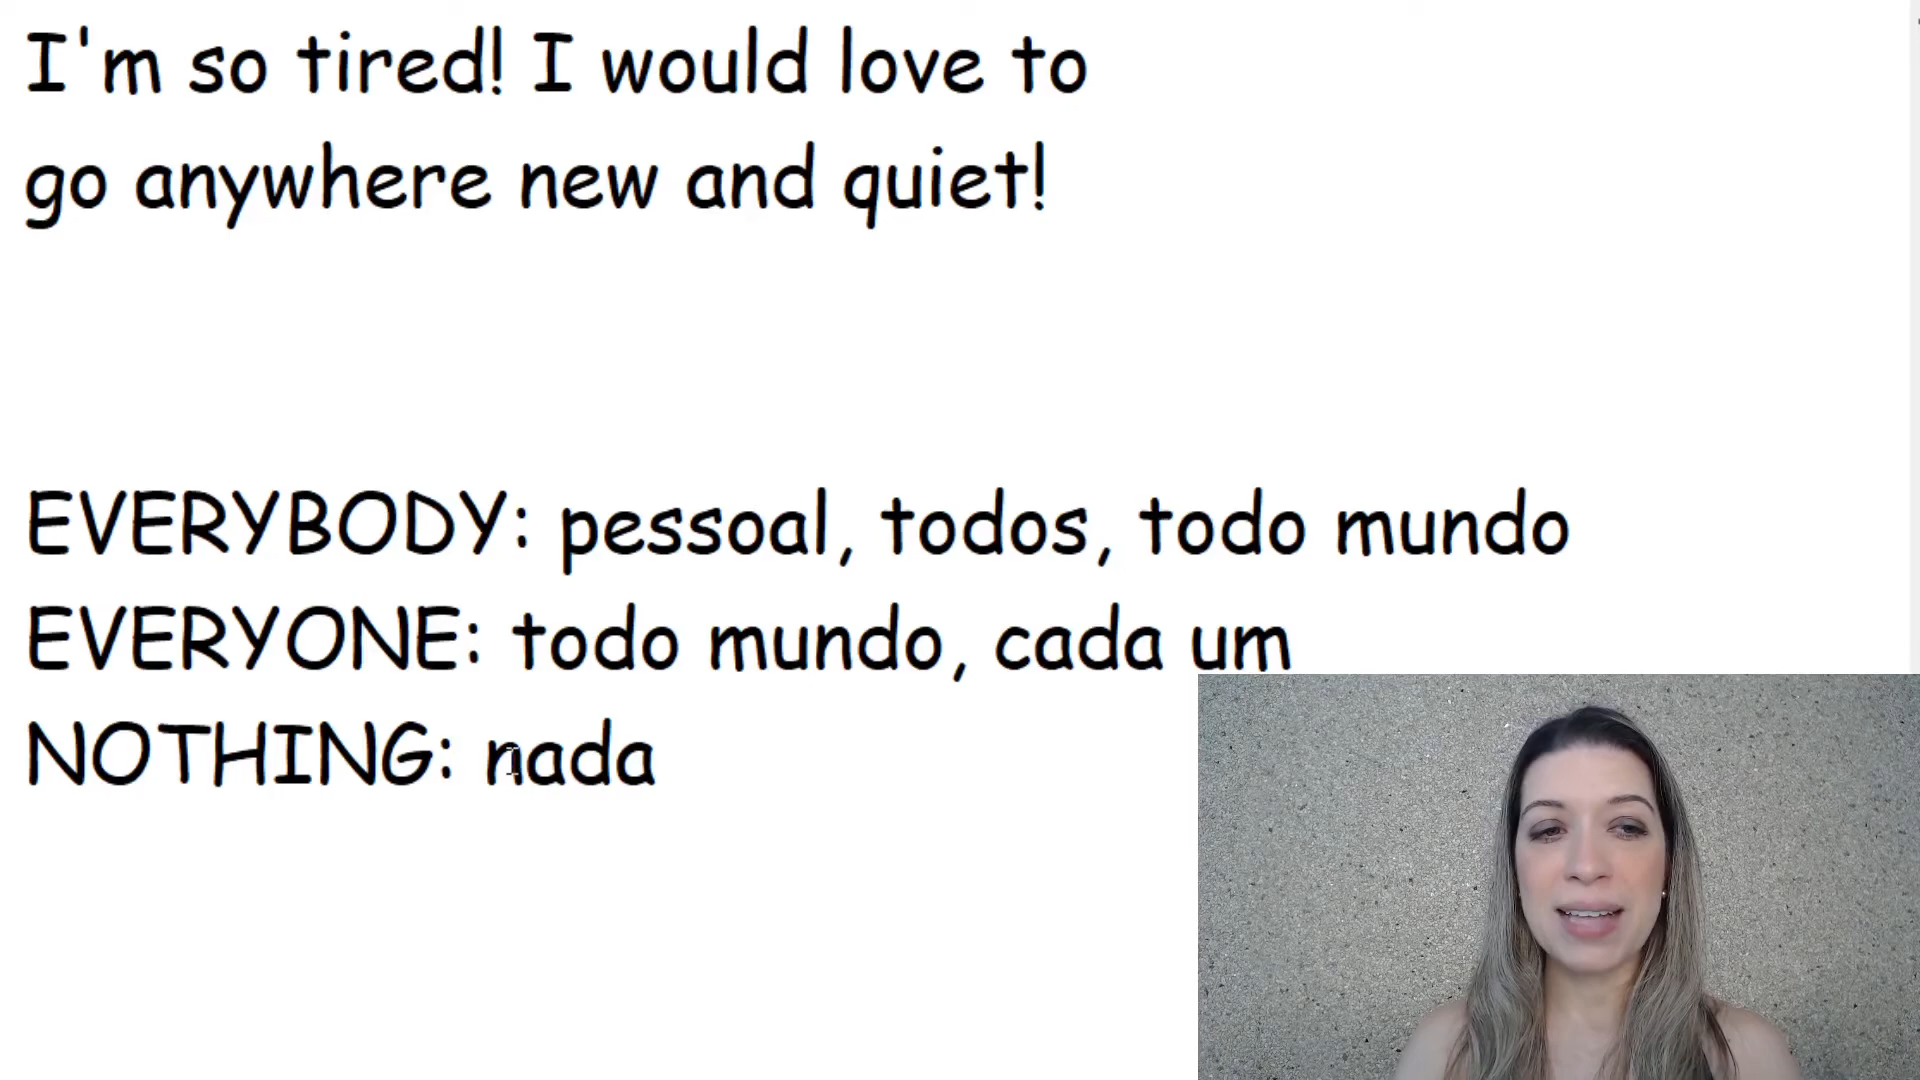 I'm so tired! I would love to
go anywhere new and quiet!
EVERYBODY: pessoal, todos, todo mundo
EVERYONE: todo mundo, cada um
NOTHING: nada